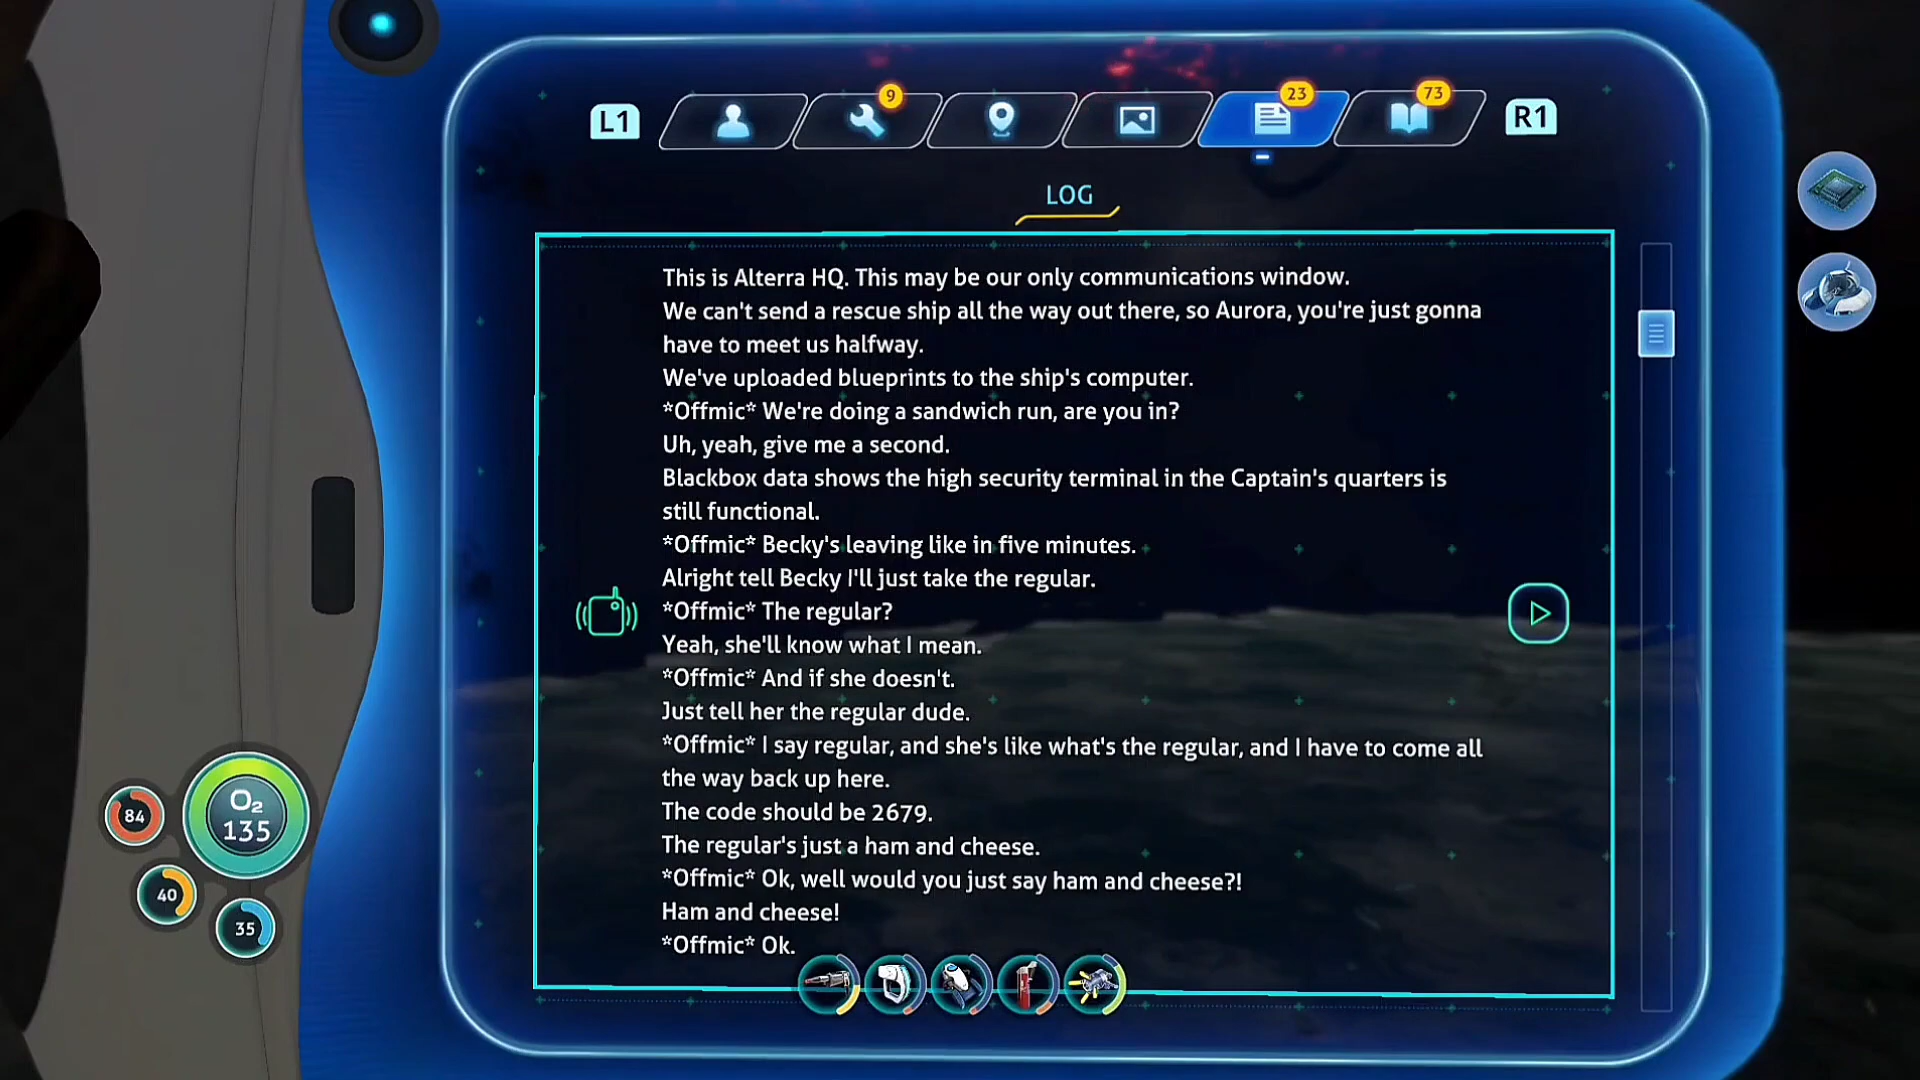 L1
9
23
73
R1
LOG
This is Alterra HQ. This may be our only communications window.
We can't send a rescue ship all the way out there, so Aurora, you're just gonna
have to meet us halfway.
We've uploaded blueprints to the ship's computer.
*Offmic* We're doing a sandwich run, are you in?
Uh, yeah, give me a second.
Blackbox data shows the high security terminal in the Captain's quarters is
still functional.
*Offmic* Becky's leaving like in five minutes.
Alright tell Becky I'll just take the regular.
*Offmic* The regular?
Yeah, she'll know what I mean.
*Offmic* And if she doesn't.
Just tell her the regular dude.
*Offmic* I say regular, and she's like what's the regular, and I have to come all
the way back up here.
The code should be 2679.
The regular's just a ham and cheese.
*Offmic* Ok, well would you just say ham and cheese?!
Ham and cheese!
*Offmic* Ok.
84
O₂
135
40
35